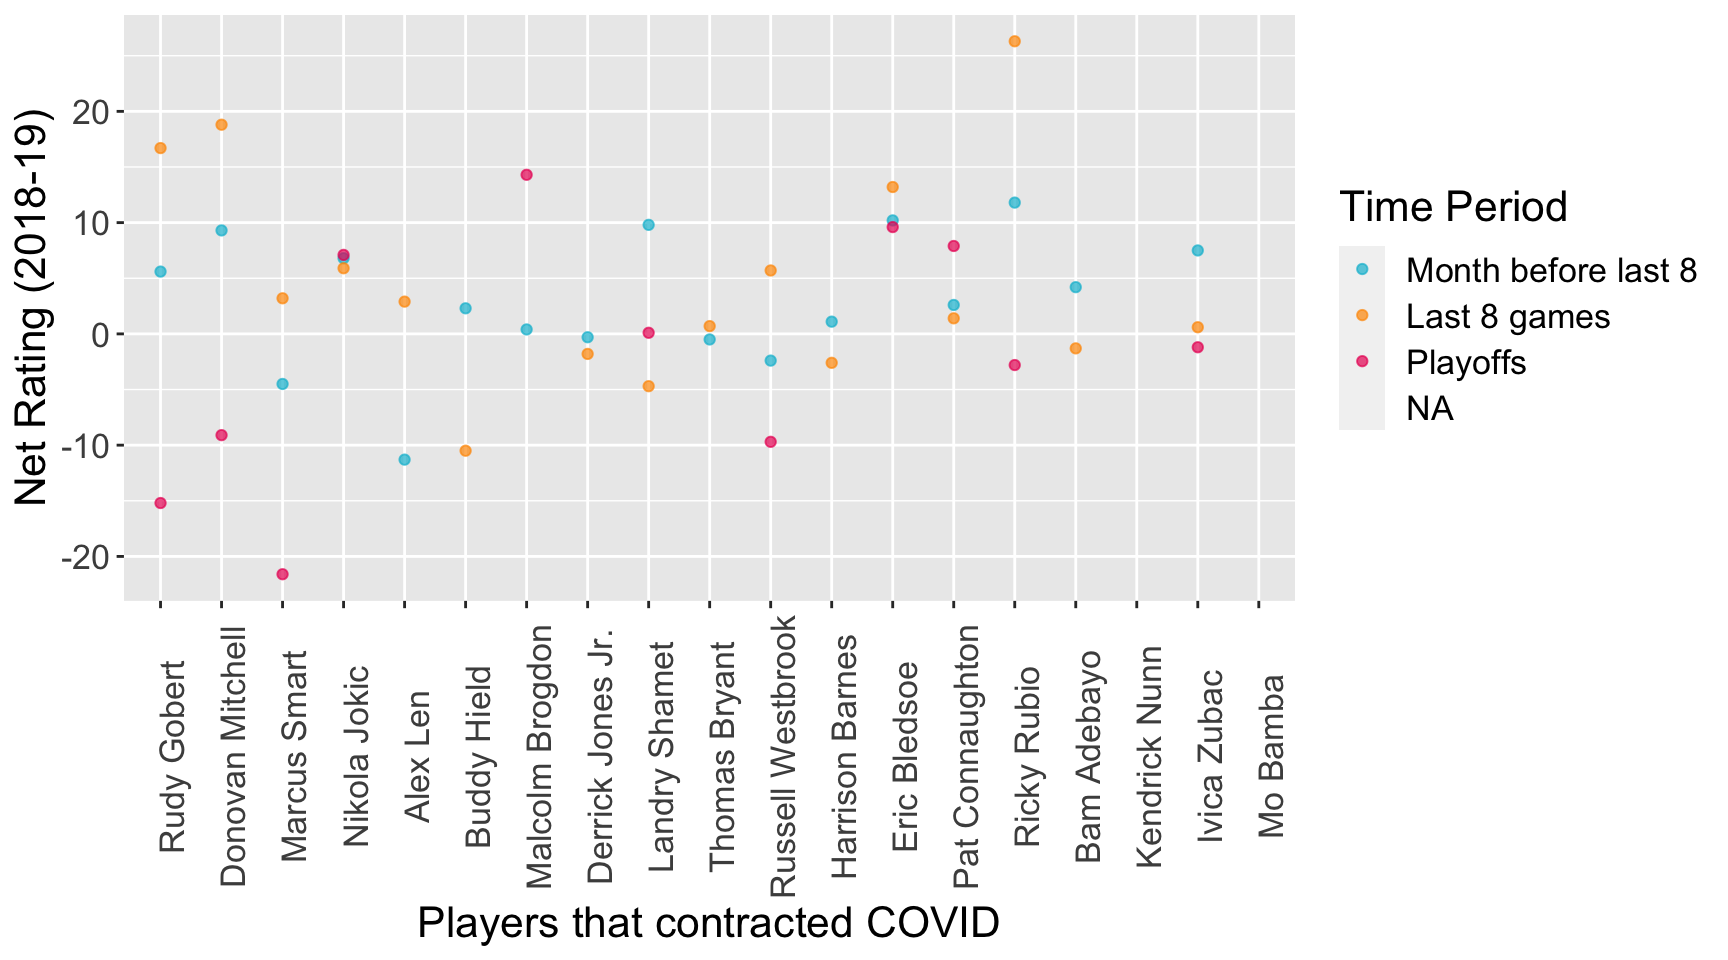 Net Rating (2018-19)
20
10
0
-10
-20
Rudy Gobert
Donovan Mitchell
Marcus Smart
Nikola Jokic
Alex Len
Buddy Hield
Malcolm Brogdon
Derrick Jones Jr.
Landry Shamet
Thomas Bryant
Russell Westbrook
Harrison Barnes
Eric Bledsoe
Pat Connaughton
Ricky Rubio
Bam Adebayo
Kendrick Nunn
Ivica Zubac
Mo Bamba
Players that contracted COVID
Time Period
Month before last 8
Last 8 games
Playoffs
NA